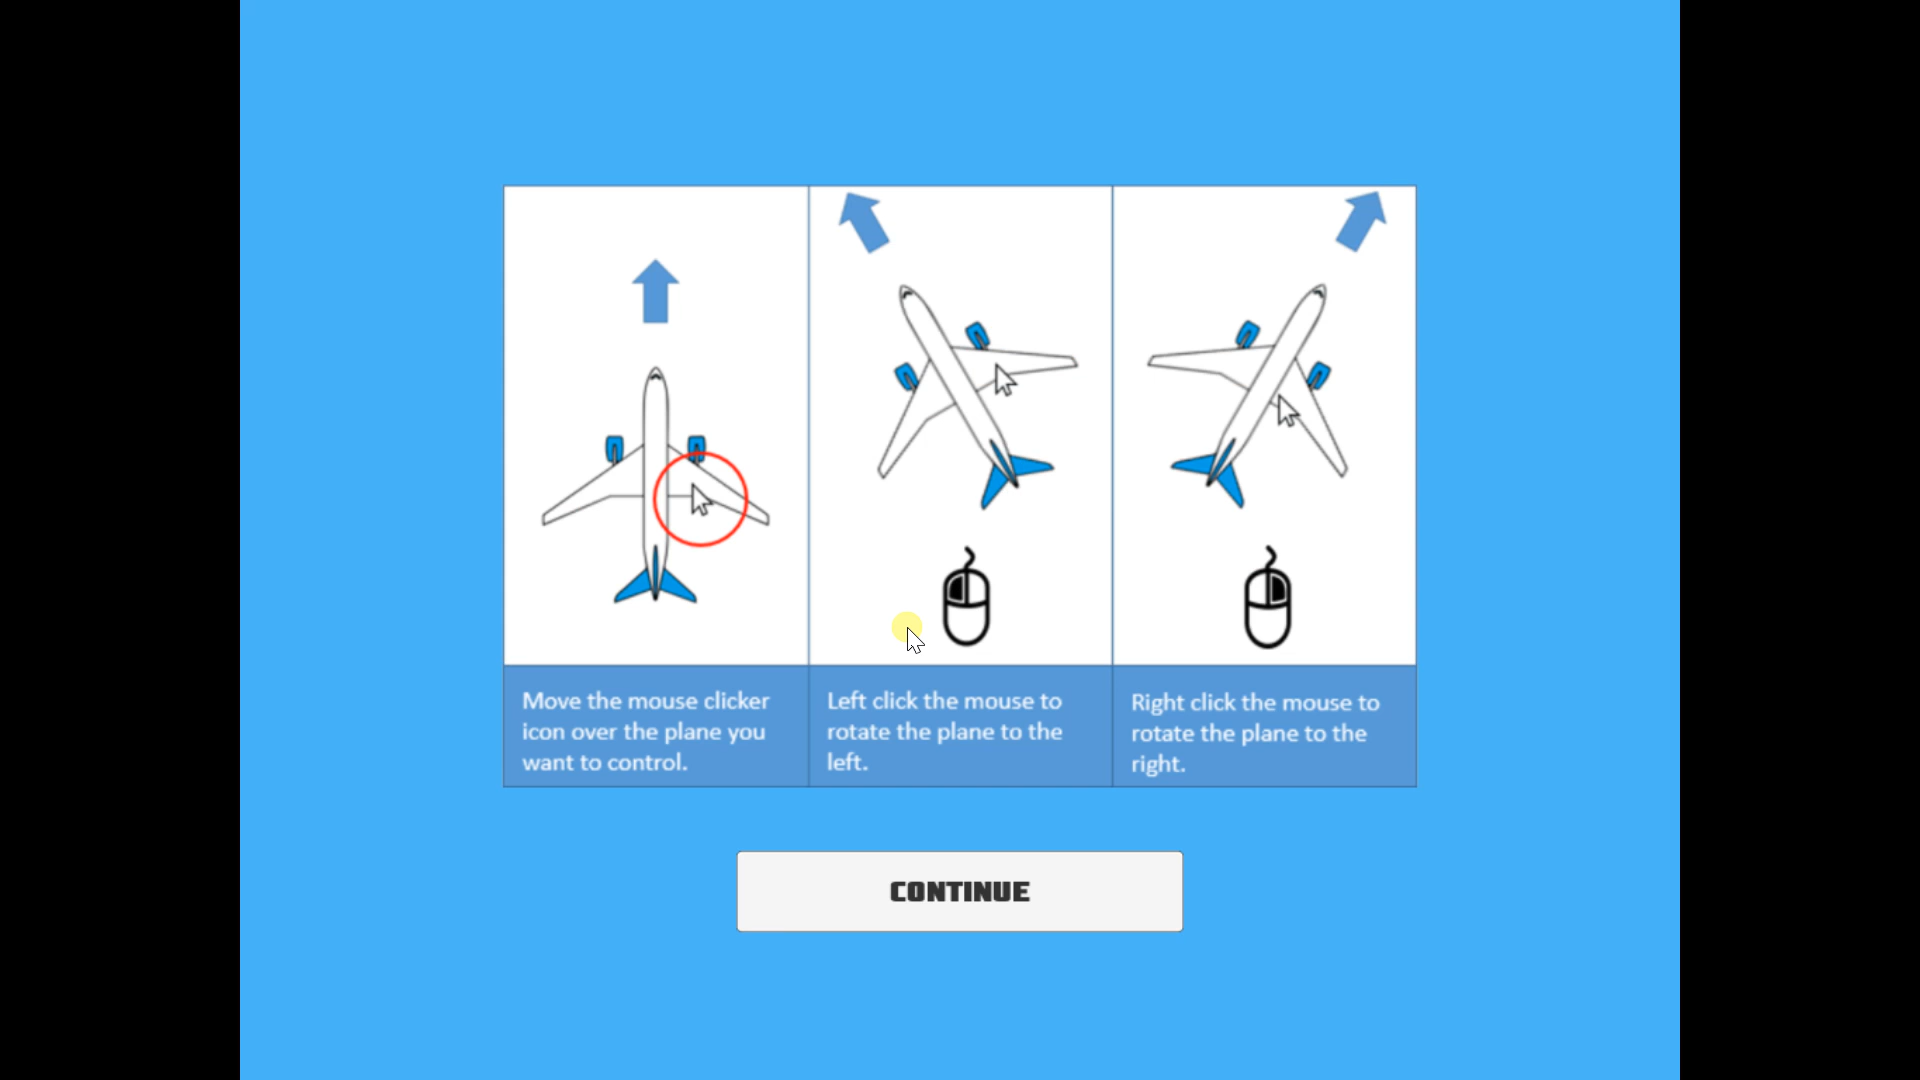 Move the mouse clicker
icon over the plane you
want to control.
Left click the mouse to
rotate the plane to the
left.
Right click the mouse to
rotate the plane to the
right.
CONTINUE